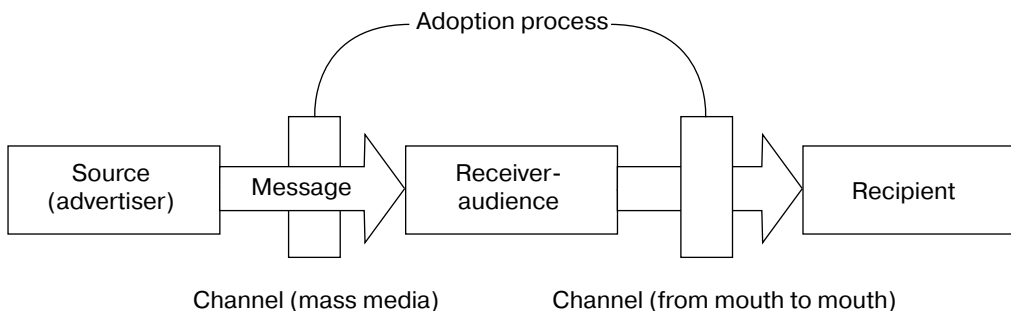 Adoption process
Source
(advertiser)
Message
Receiver-
audience
Recipient
Channel (mass media)
Channel (from mouth to mouth)